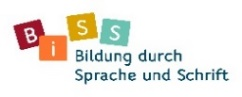 BiSS
Bildung durch
Sprache und Schrift